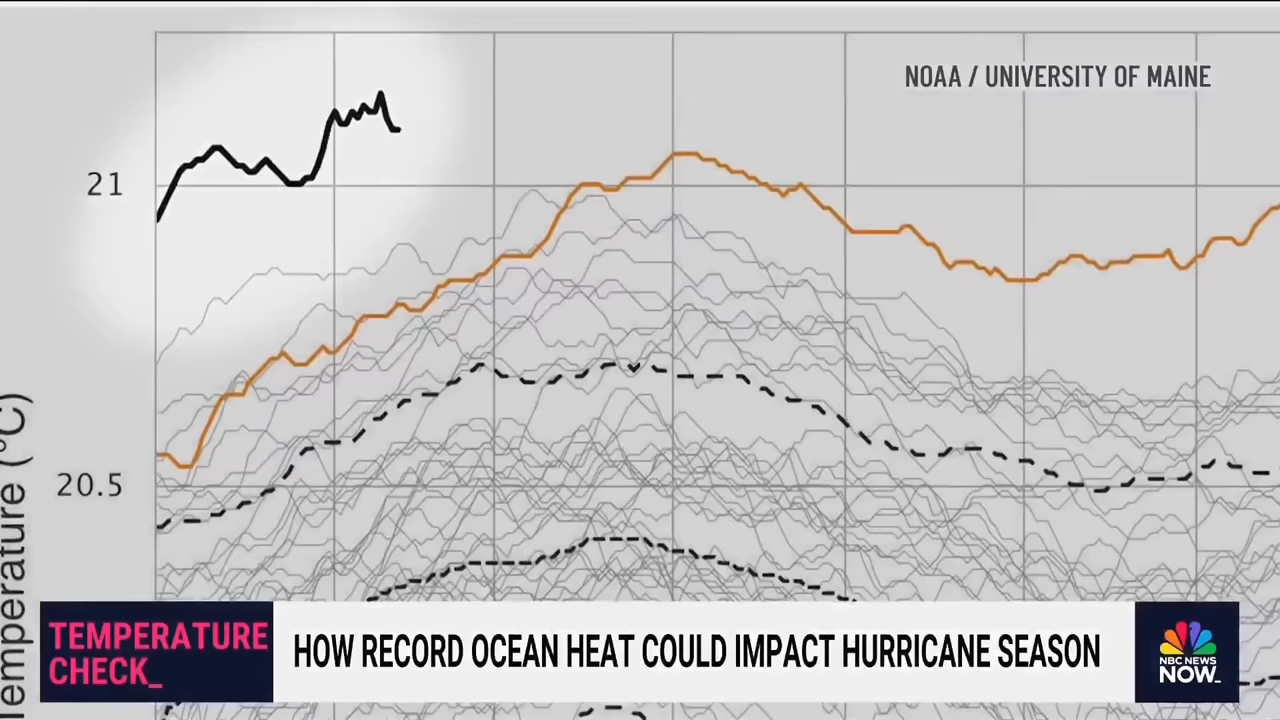 NOAA / UNIVERSITY OF MAINE
21
20.5
Temperature (°C)
TEMPERATURE
CHECK_
HOW RECORD OCEAN HEAT COULD IMPACT HURRICANE SEASON
NBC NEWS
NOW_